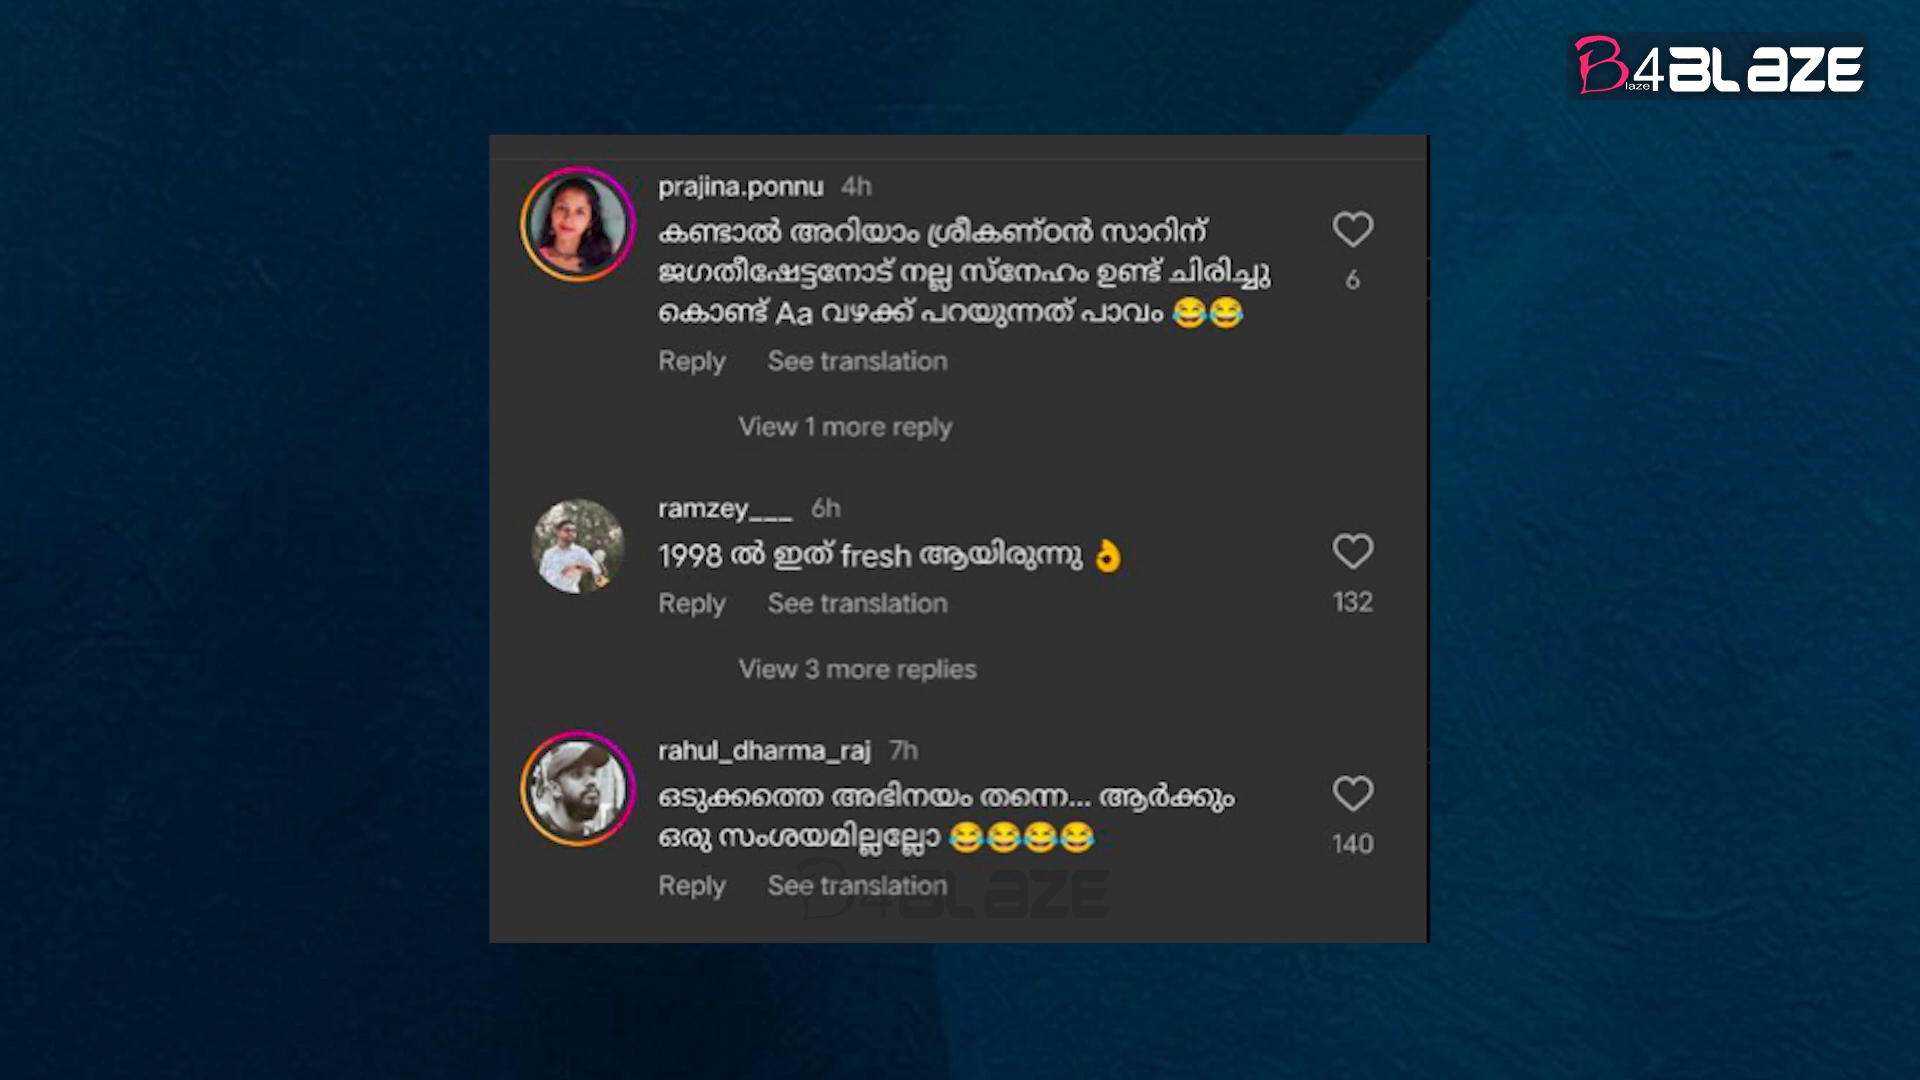 Blaze 4BLAZE
prajina.ponnu 4h
കണ്ടാൽ അറിയാം ശ്രീകണ്ഠൻ സാറിന്
ജഗതീഷേട്ടനോട് നല്ല സ്നേഹം ഉണ്ട് ചിരിച്ചു
6
കൊണ്ട് Aa വഴക്ക് പറയുന്നത് പാവം 😂😂
Reply See translation
View 1 more reply
ramzey___ 6h
1998 ൽ ഇത് fresh ആയിരുന്നു 👌
Reply See translation
132
View 3 more replies
rahul_dharma_raj 7h
ഒടുക്കത്തെ അഭിനയം തന്നെ... ആർക്കും
ഒരു സംശയമില്ലല്ലോ 😂😂😂😂
140
Reply See translation
B4BLAZE